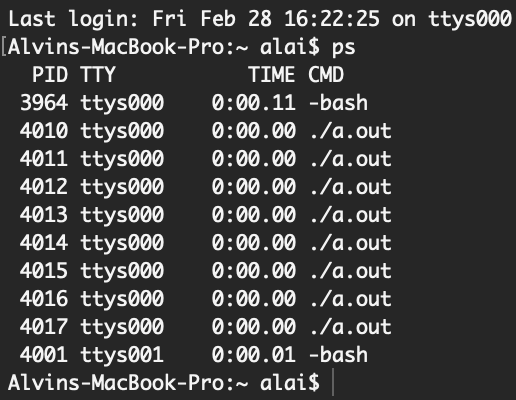 Last login: Fri Feb 28 16:22:25 on ttys000
[Alvins-MacBook-Pro:~ alai$ ps
  PID TTY           TIME CMD
 3964 ttys000    0:00.11 -bash
 4010 ttys000    0:00.00 ./a.out
 4011 ttys000    0:00.00 ./a.out
 4012 ttys000    0:00.00 ./a.out
 4013 ttys000    0:00.00 ./a.out
 4014 ttys000    0:00.00 ./a.out
 4015 ttys000    0:00.00 ./a.out
 4016 ttys000    0:00.00 ./a.out
 4017 ttys000    0:00.00 ./a.out
 4001 ttys001    0:00.01 -bash
Alvins-MacBook-Pro:~ alai$